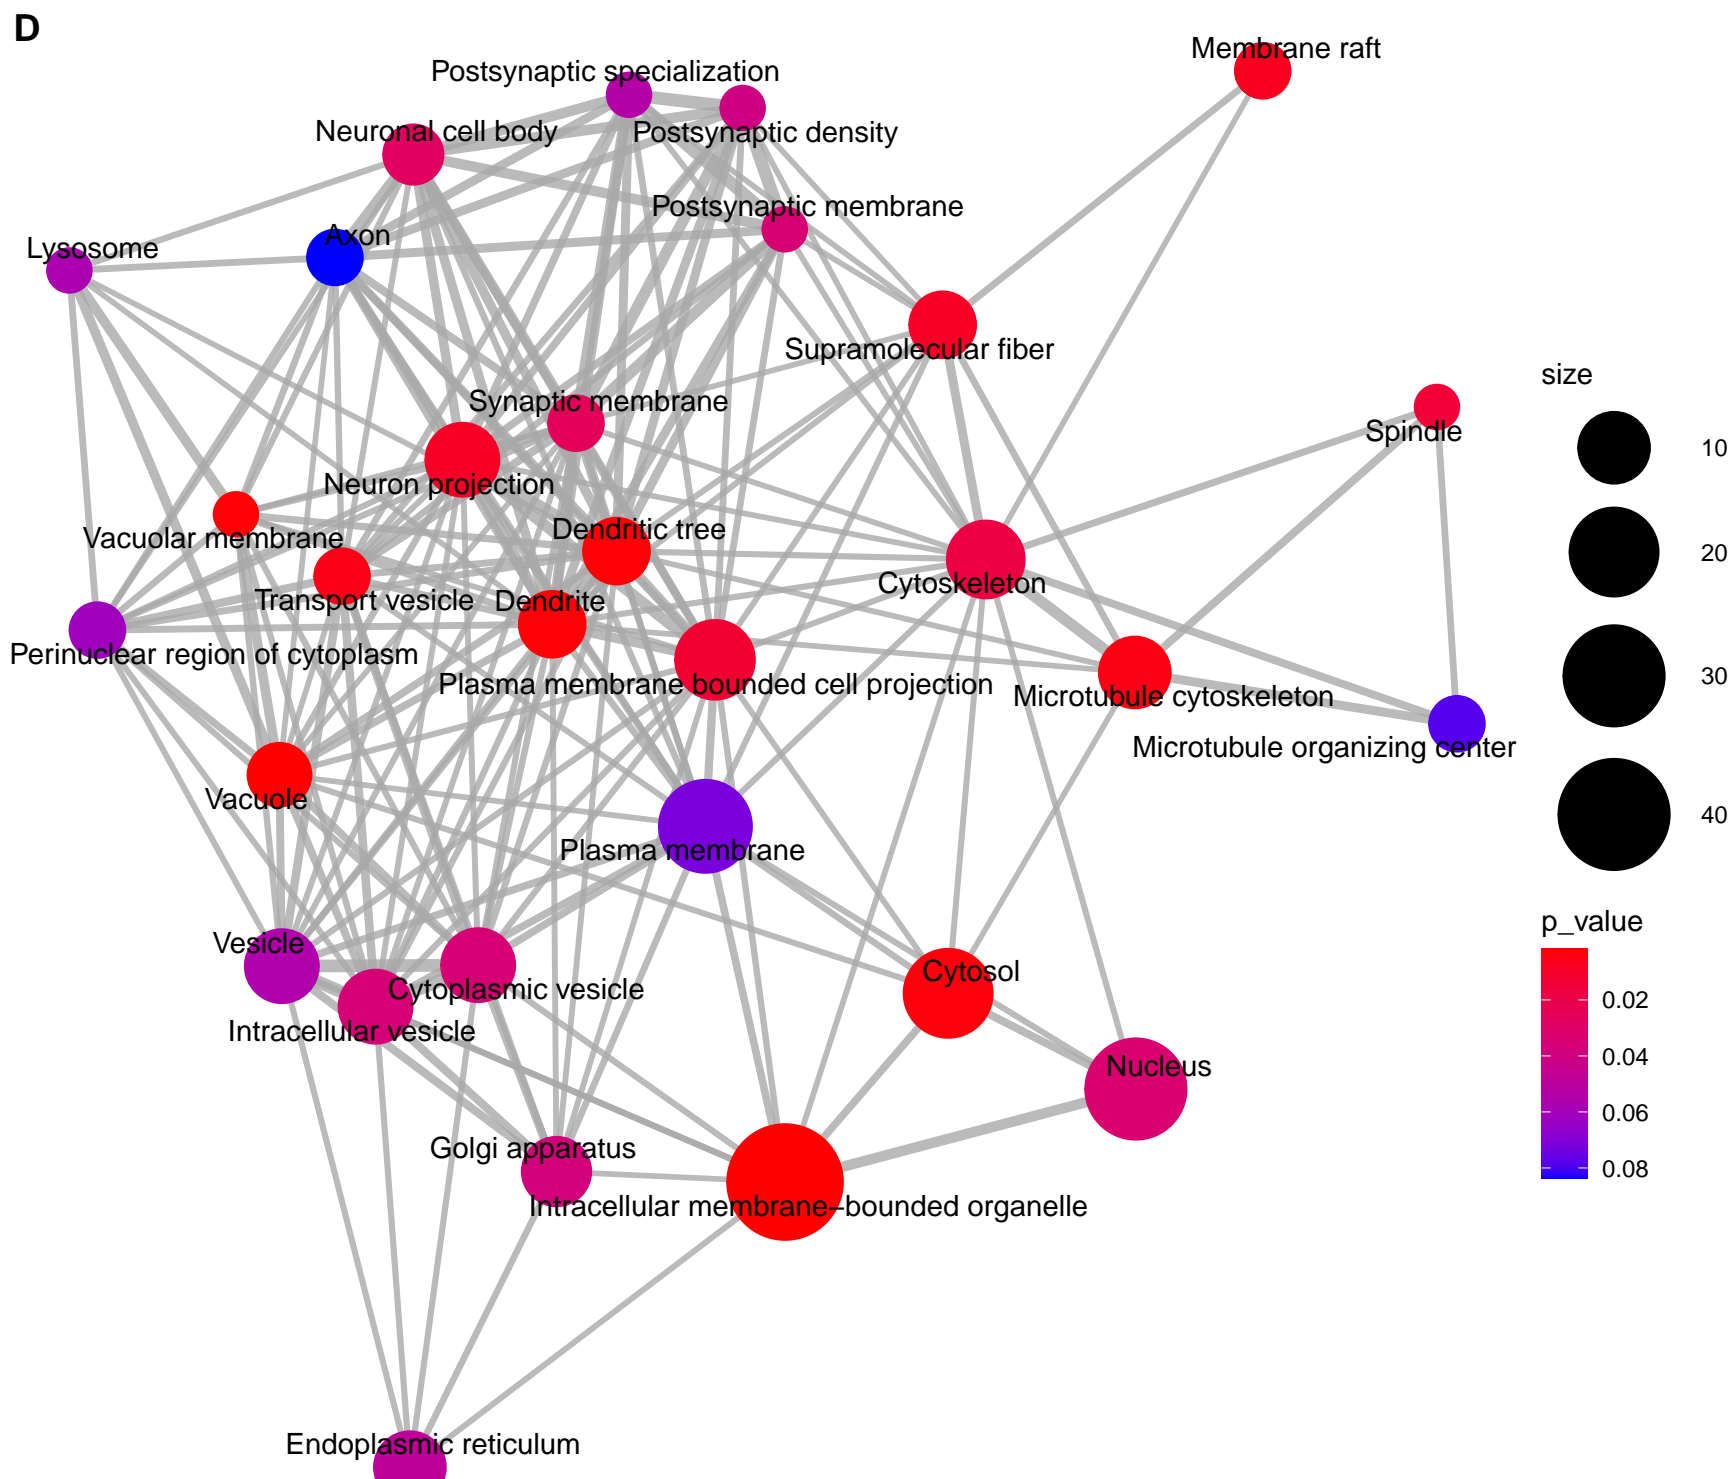 D
Membrane raft
Postsynaptic specialization
Neuronal cell body
Postsynaptic density
Postsynaptic membrane
Axon
Lysosome
Supramolecular fiber
size
Synaptic membrane
Spindle
10
Neuron projection
Dendritic tree
Vacuolar membrane
20
Cytoskeleton
Transport vesicle
Dendrite
Perinuclear region of cytoplasm
30
Plasma membrane bounded cell projection
Microtubule cytoskeleton
Microtubule organizing center
Vacuole
40
Plasma membrane
p_value
Vesicle
Cytosol
Cytoplasmic vesicle
0.02
Intracellular vesicle
0.04
Nucleus
0.06
Golgi apparatus
0.08
Intracellular membrane−bounded organelle
Endoplasmic reticulum